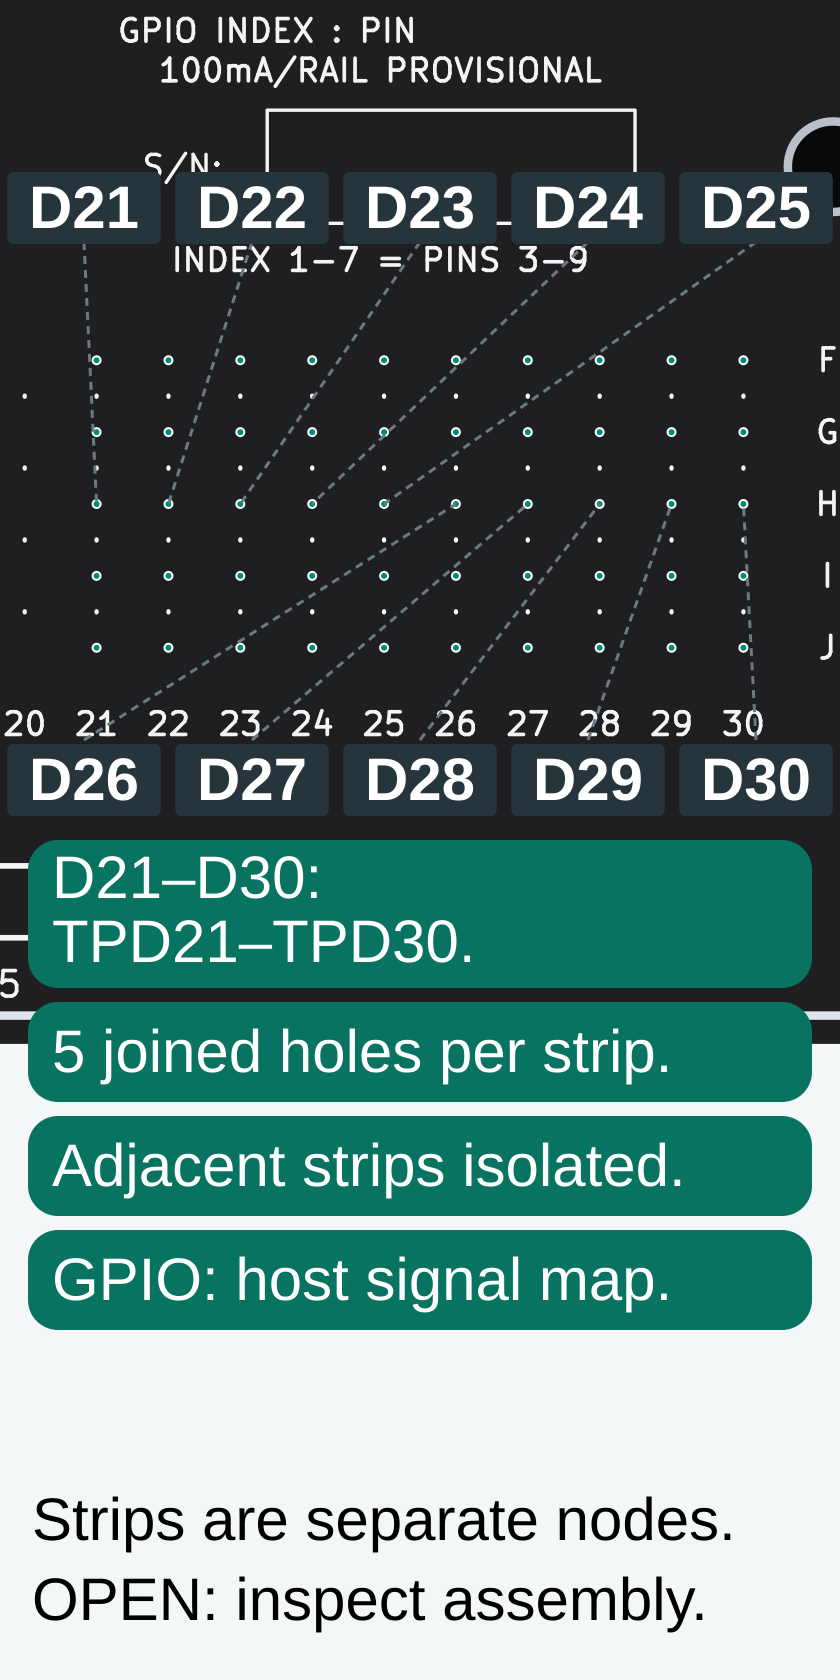 GPIO INDEX : PIN
100mA/RAIL PROVISIONAL
S/N:
D21 D22 D23 D24 D25
INDEX 1-7 = PINS 3-9
F
G
H
I
J
20 21 22 23 24 25 26 27 28 29 30
D26 D27 D28 D29 D30
D21–D30:
TPD21–TPD30.
5
5 joined holes per strip.
Adjacent strips isolated.
GPIO: host signal map.
Strips are separate nodes.
OPEN: inspect assembly.